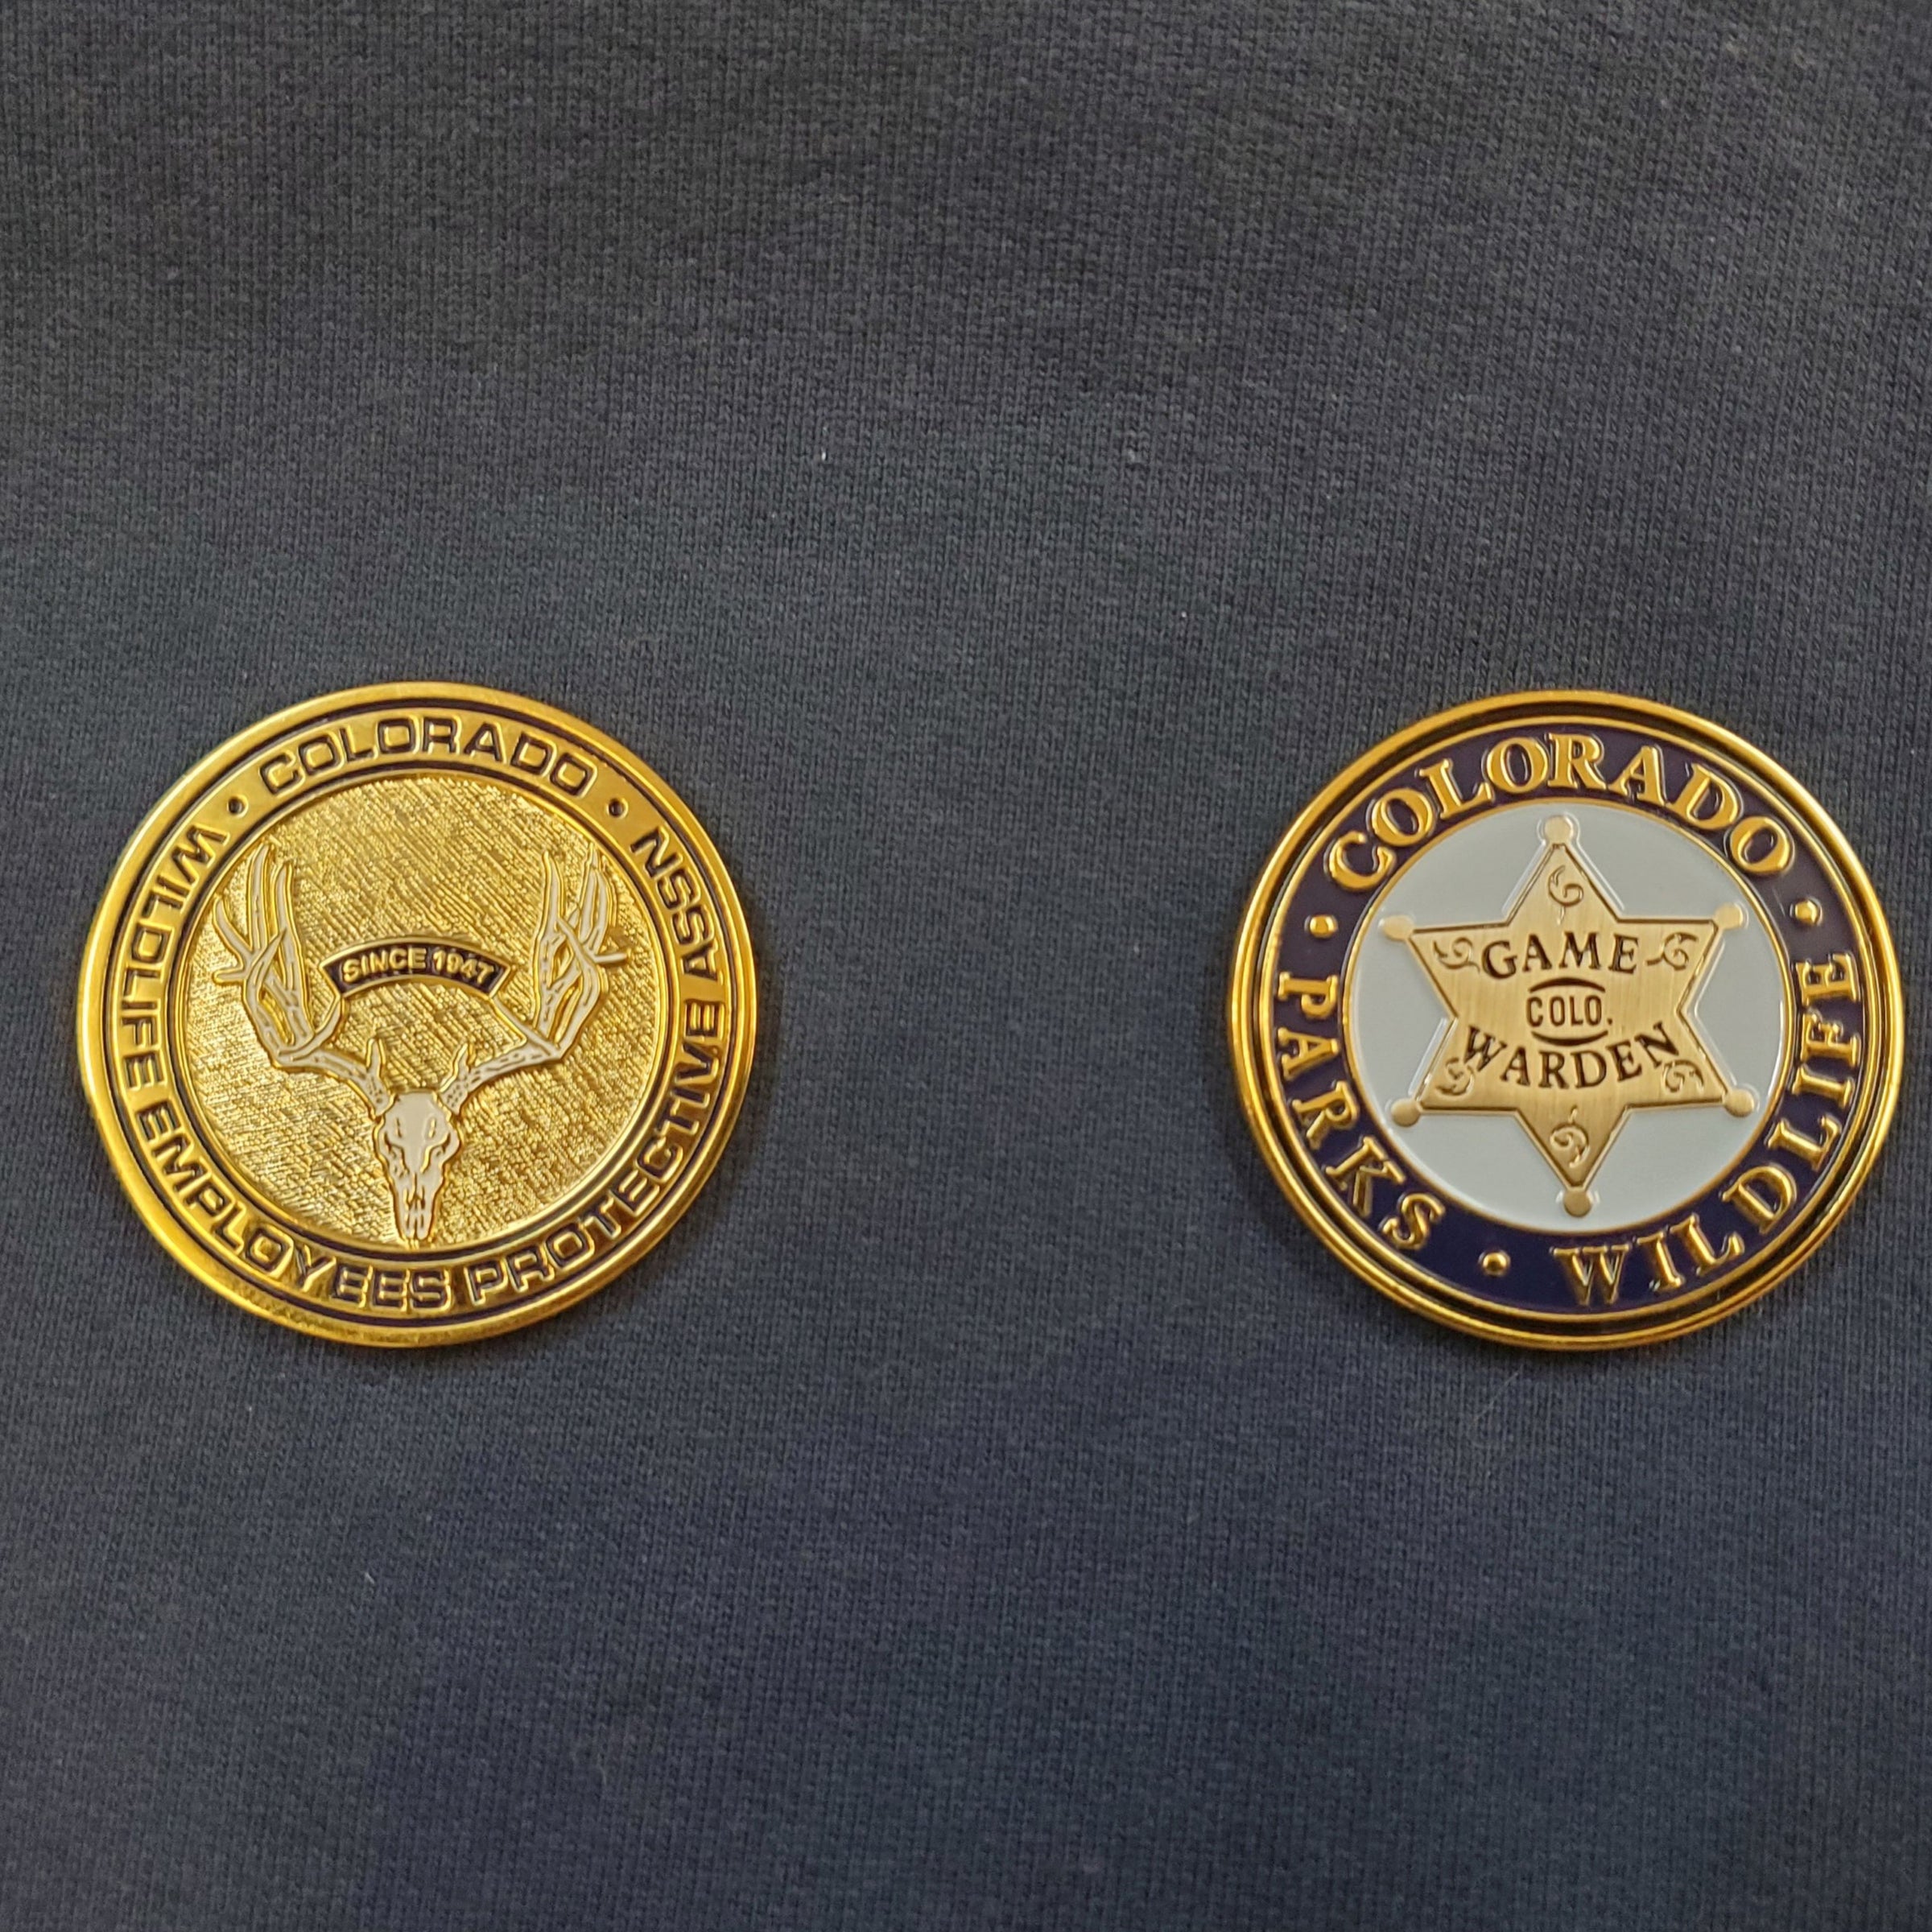 COLORADO
WILDLIFE EMPLOYEES PROTECTIVE ASSN
SINCE 1947
COLORADO
PARKS • WILDLIFE
GAME
COLO.
WARDEN